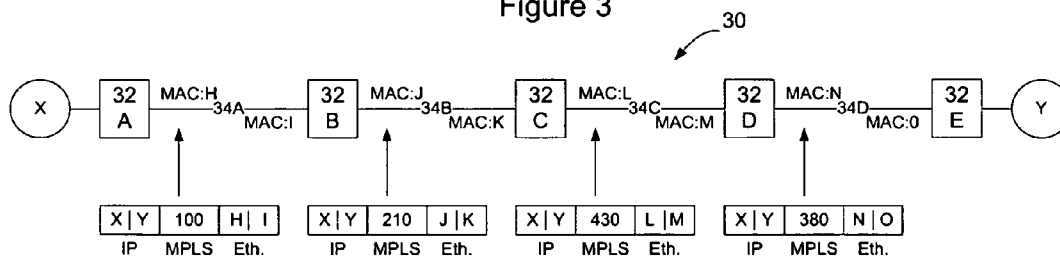 Figure 3
30
X
32 A
MAC:H
34A
MAC:I
32 B
MAC:J
34B
MAC:K
32 C
MAC:L
34C
MAC:M
32 D
MAC:N
34D
MAC:0
32 E
Y
X | Y 100 H | I
IP MPLS Eth.
X | Y 210 J | K
IP MPLS Eth.
X | Y 430 L | M
IP MPLS Eth.
X | Y 380 N | O
IP MPLS Eth.